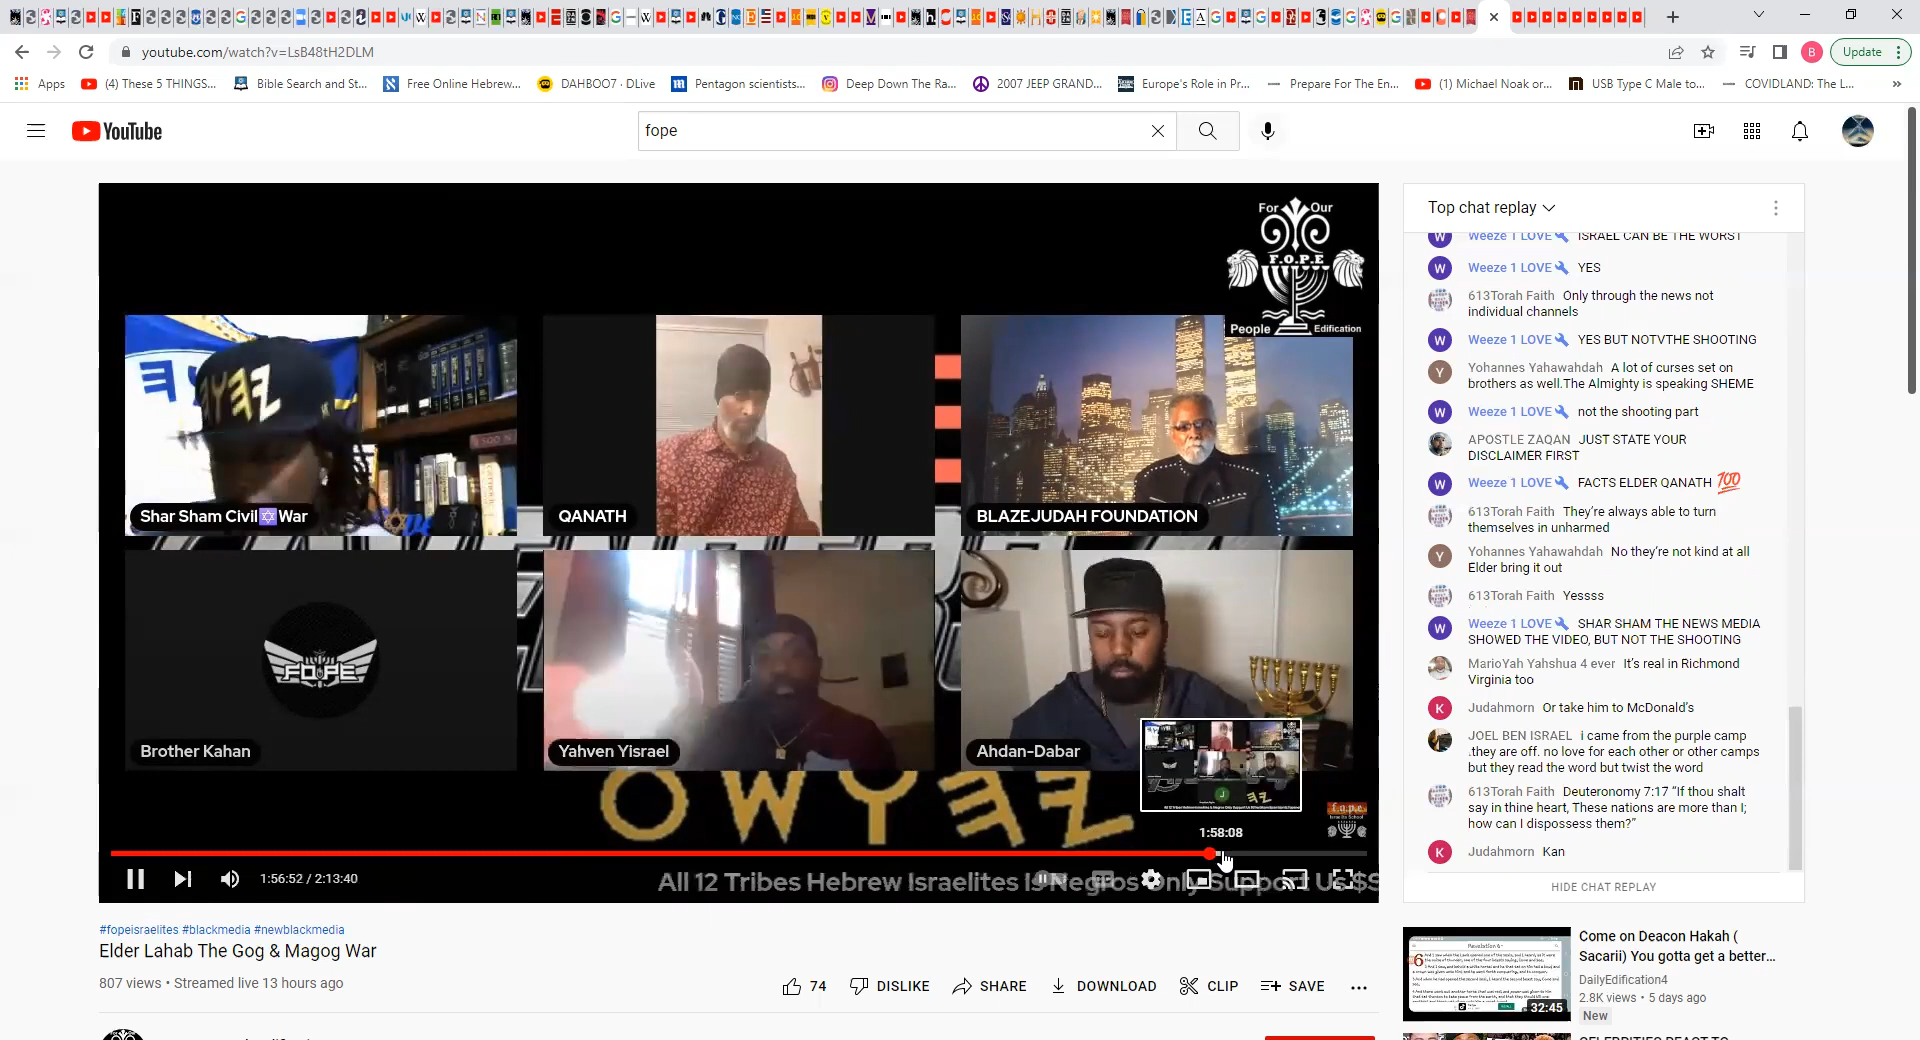 Update
youtube.com/watch?v=LsB48tH2DLM
Apps
(4) These 5 THINGS...
Bible Search and St...
Free Online Hebrew...
DAHBOO7 · DLive
Pentagon scientists...
Deep Down The Ra...
2007 JEEP GRAND...
Europe's Role in Pr...
Prepare For The En...
(1) Michael Noak or...
USB Type C Male to...
COVIDLAND: The L...
YouTube
fope
For Our
F.O.P.E
People Edification
Shar Sham Civil✡War
QANATH
BLAZEJUDAH FOUNDATION
FOPE
Brother Kahan
Yahven Yisrael
Ahdan-Dabar
1:58:08
1:56:52 / 2:13:40
All 12 Tribes Hebrew Israelites Is Negros Only Support Us $S
#fopeisraelites #blackmedia #newblackmedia
Elder Lahab The Gog & Magog War
807 views • Streamed live 13 hours ago
74
DISLIKE
SHARE
DOWNLOAD
CLIP
SAVE
Top chat replay
Weeze 1 LOVE ISRAEL CAN BE THE WORST
Weeze 1 LOVE YES
613Torah Faith Only through the news not
individual channels
Weeze 1 LOVE YES BUT NOTVTHE SHOOTING
Yohannes Yahawahdah A lot of curses set on
brothers as well.The Almighty is speaking SHEME
Weeze 1 LOVE not the shooting part
APOSTLE ZAQAN JUST STATE YOUR
DISCLAIMER FIRST
Weeze 1 LOVE FACTS ELDER QANATH 💯
613Torah Faith They're always able to turn
themselves in unharmed
Yohannes Yahawahdah No they're not kind at all
Elder bring it out
613Torah Faith Yessss
Weeze 1 LOVE SHAR SHAM THE NEWS MEDIA
SHOWED THE VIDEO, BUT NOT THE SHOOTING
MarioYah Yahshua 4 ever It's real in Richmond
Virginia too
Judahmorn Or take him to McDonald's
JOEL BEN ISRAEL i came from the purple camp
.they are off. no love for each other or other camps
but they read the word but twist the word
613Torah Faith Deuteronomy 7:17 “If thou shalt
say in thine heart, These nations are more than I;
how can I dispossess them?”
Judahmorn Kan
HIDE CHAT REPLAY
32:45
Come on Deacon Hakah (
Sacarii) You gotta get a better...
DailyEdification4
2.8K views • 5 days ago
New